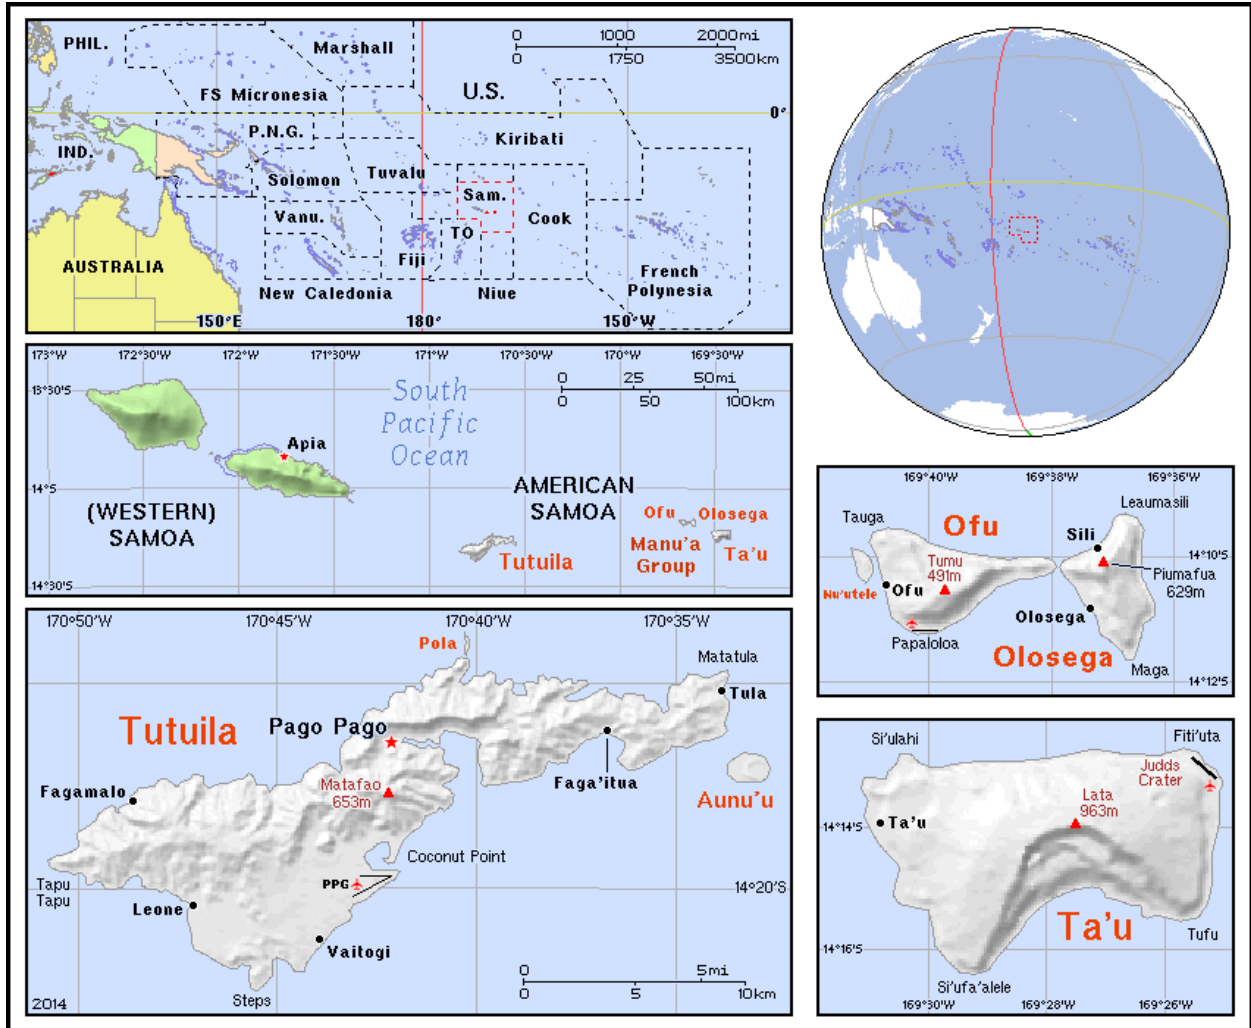 PHIL.
Marshall
0 1000 2000mi
0 1750 3500km
FS Micronesia
U.S.
0°
P.N.G.
Kiribati
IND.
Solomon
Tuvalu
Sam.
Vanu.
Cook
TO
Fiji
AUSTRALIA
French
Polynesia
New Caledonia
Niue
150°E
180°
150°W
173°W 172°30'W 172°W 171°30'W 171°W 170°30'W 170°W 169°30'W
13°30'S
South
Pacific
Ocean
0 25 50mi
0 50 100km
Apia
14°S
(WESTERN)
SAMOA
AMERICAN
SAMOA
Ofu
Olosega
Tutuila
Manu'a
Group
Ta'u
14°30'S
170°50'W 170°45'W 170°40'W 170°35'W
Pola
Matatula
Tula
Tutuila
Pago Pago
Faga'itua
Matafao
653m
Aunu'u
Fagamalo
Coconut Point
PPG
14°20'S
Tapu
Tapu
Leone
Vaitogi
Steps
0 5mi
0 5 10km
2014
169°40'W 169°38'W 169°36'W
Leaumasili
Tauga
Ofu
Sili
14°10'S
Tumu
491m
Piumafua
629m
Nu'utele
Ofu
Olosega
Papaloloa
Olosega
Maga
14°12'S
Si'ulahi
Fiti'uta
Judds
Crater
Lata
963m
Ta'u
14°14'S
Ta'u
Tufu
14°16'S
Si'ufa'alele
169°30'W 169°28'W 169°26'W